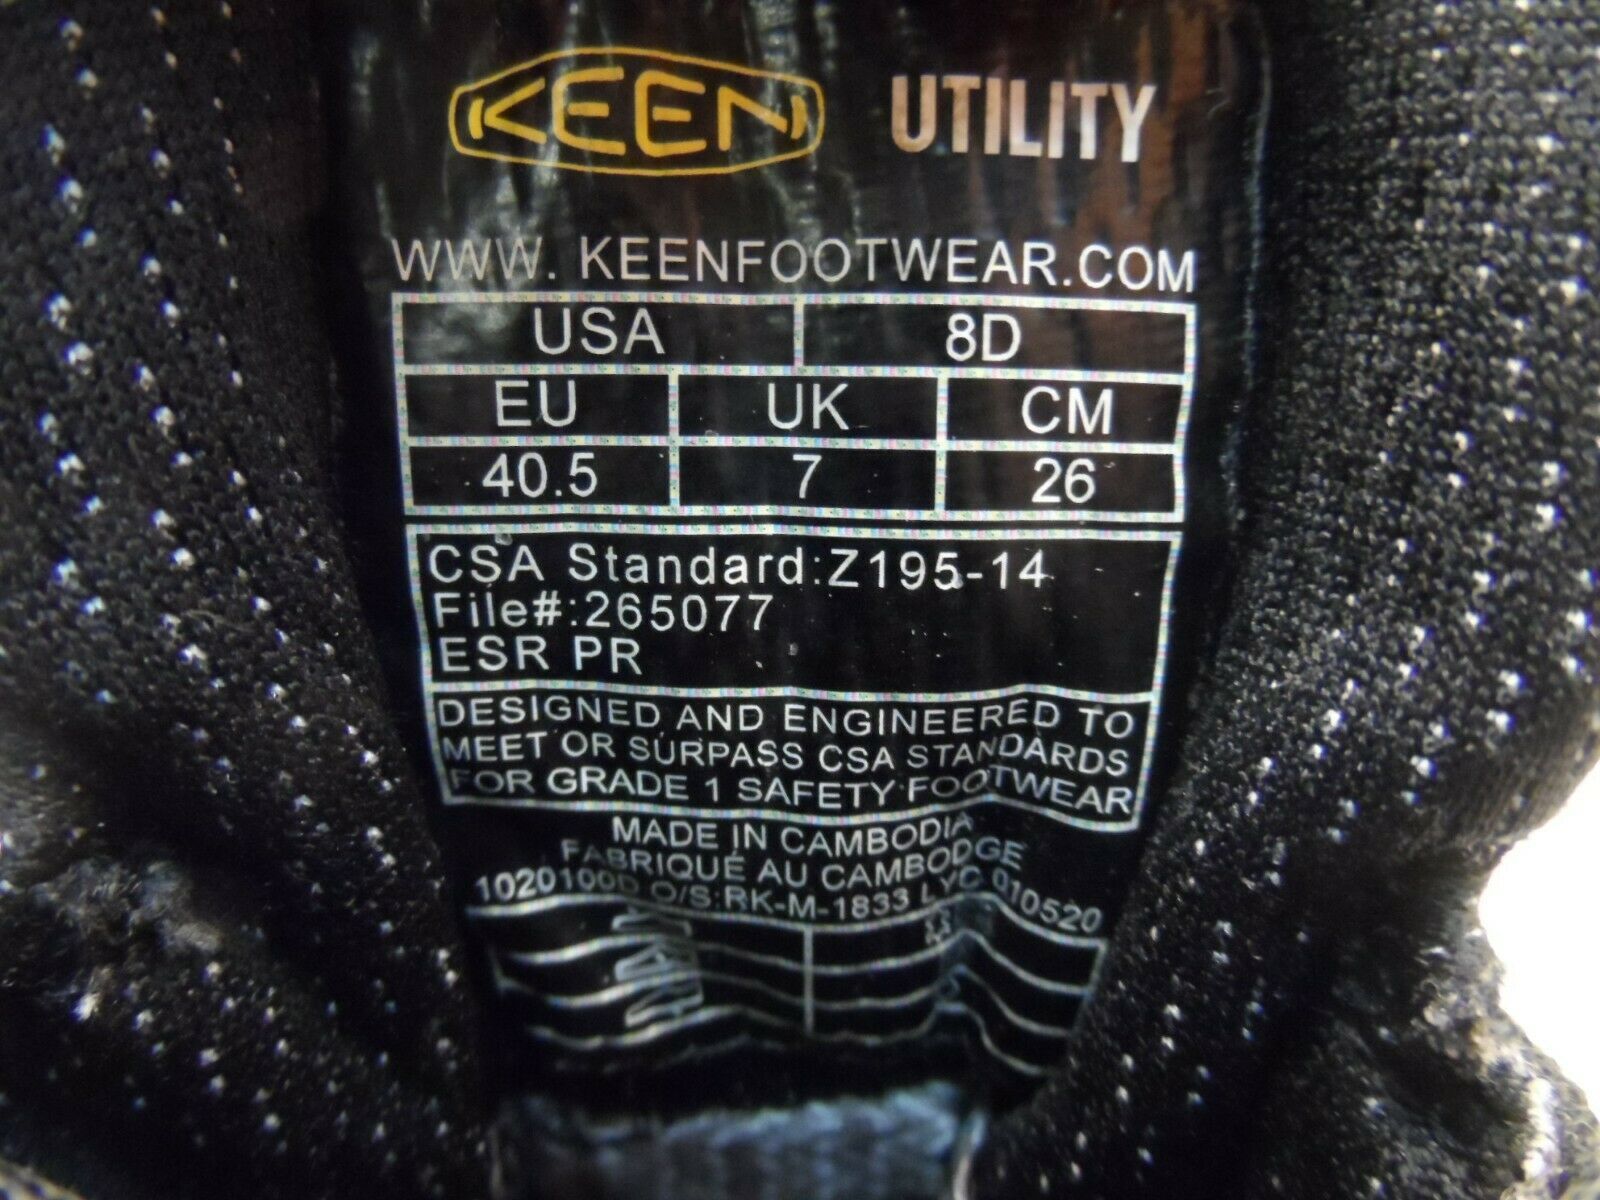 KEEN UTILITY
WWW. KEENFOOTWEAR.COM
USA 8D
EU UK CM
40.5 7 26
CSA Standard:Z195-14
File#:265077
ESR PR
DESIGNED AND ENGINEERED TO
MEET OR SURPASS CSA STANDARDS
FOR GRADE 1 SAFETY FOOTWEAR
MADE IN CAMBODIA
FABRIQUÉ AU CAMBODGE
1020100D O/S:RK-M-1833 LYC 010520